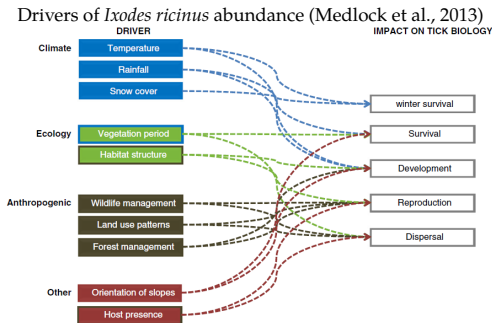 Drivers of Ixodes ricinus abundance (Medlock et al., 2013)
DRIVER
IMPACT ON TICK BIOLOGY
Climate
Temperature
Rainfall
Snow cover
winter survival
Ecology
Vegetation period
Survival
Habitat structure
Development
Anthropogenic
Wildlife management
Reproduction
Land use patterns
Dispersal
Forest management
Other
Orientation of slopes
Host presence